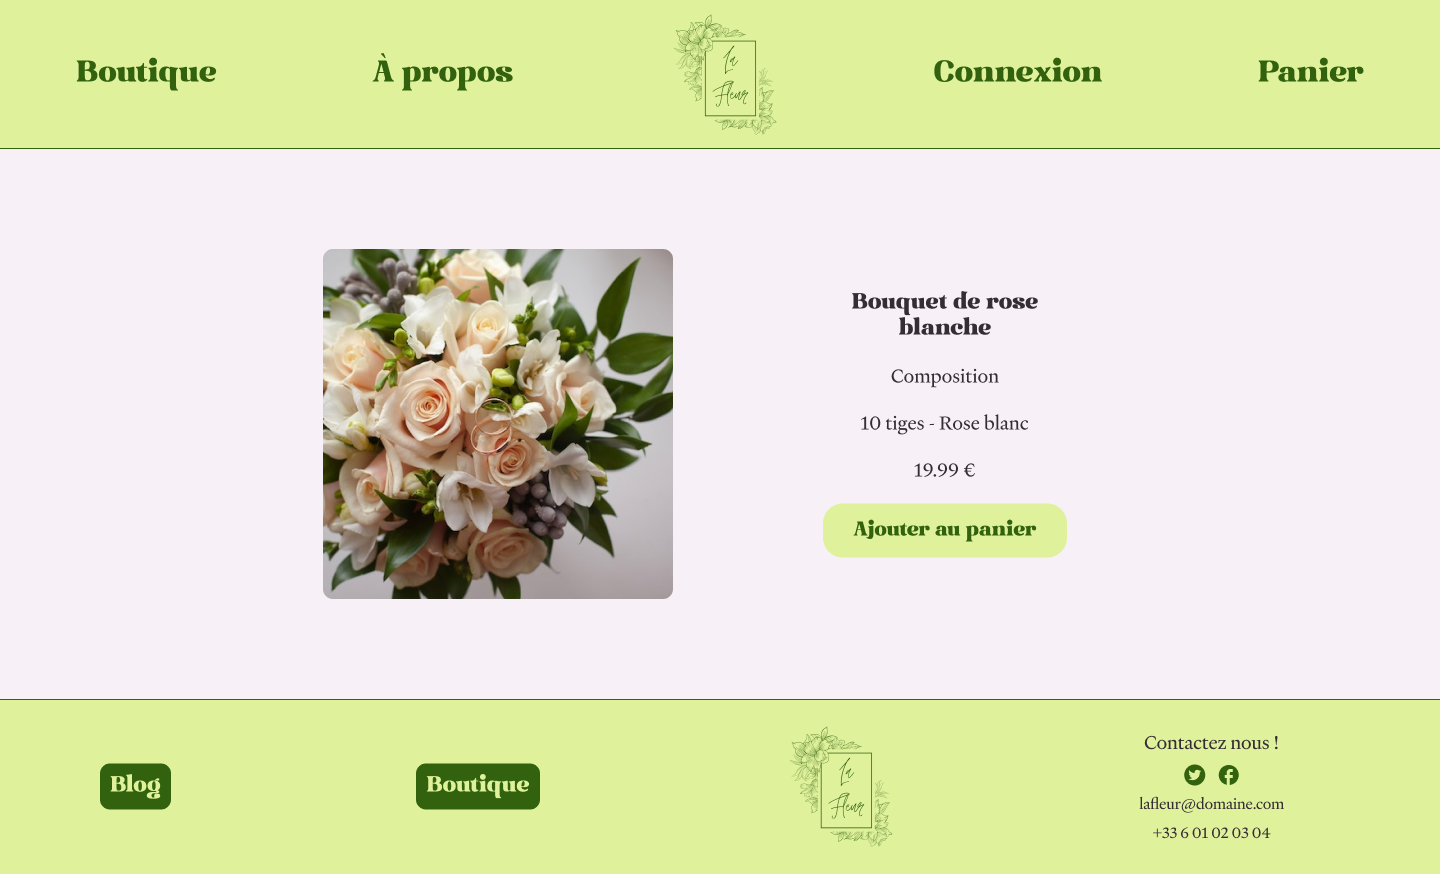 Boutique
À propos
La
Fleur
Connexion
Panier
Bouquet de rose
blanche
Composition
10 tiges - Rose blanc
19.99 €
Ajouter au panier
Blog
Boutique
La
Fleur
Contactez nous !
lafleur@domaine.com
+33 6 01 02 03 04